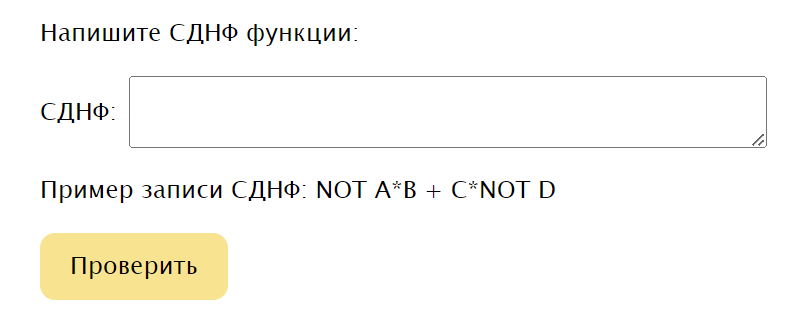 Напишите СДНФ функции:
СДНФ:
Пример записи СДНФ: NOT A*B + C*NOT D
Проверить